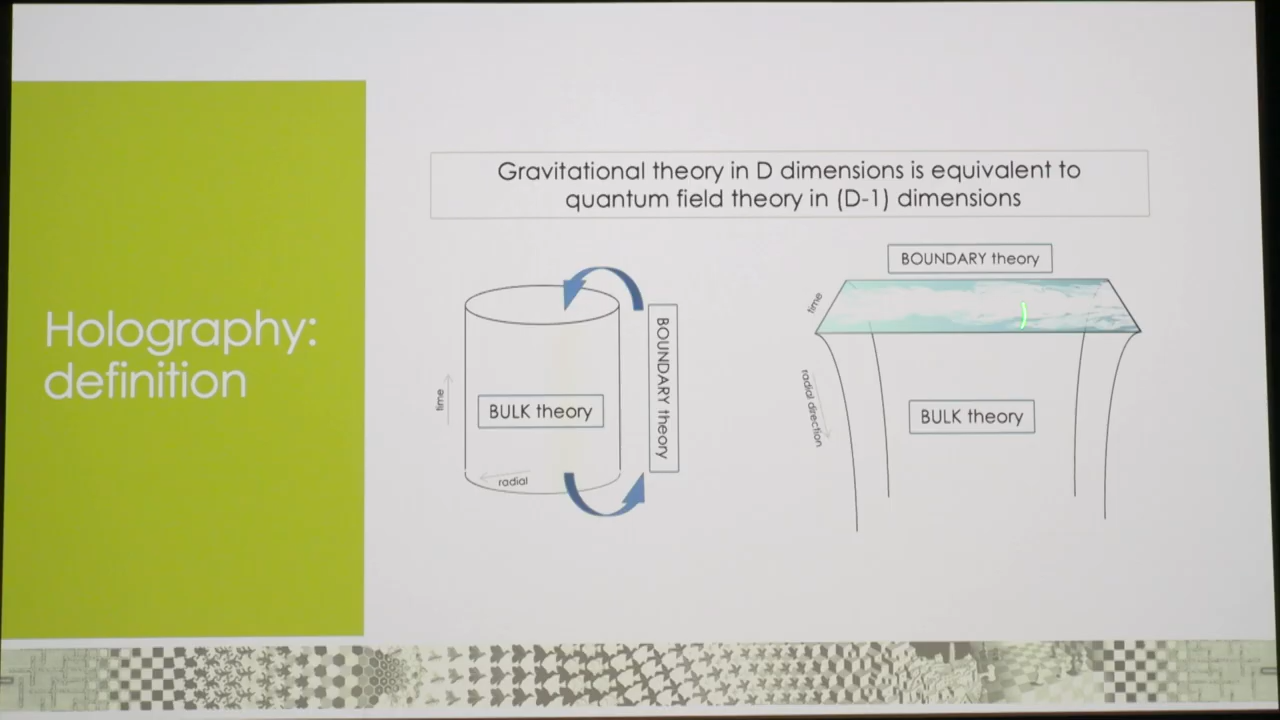 Holography:
definition
Gravitational theory in D dimensions is equivalent to
quantum field theory in (D-1) dimensions
time
BULK theory
radial
BOUNDARY theory
BOUNDARY theory
time
radial direction
BULK theory